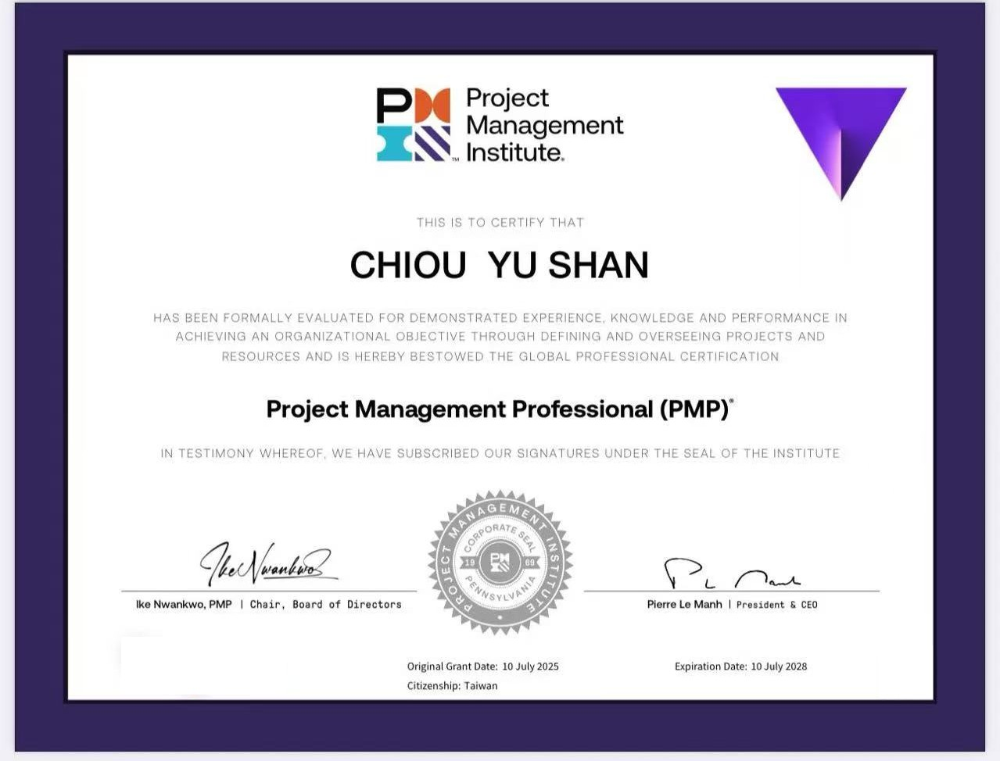 PM
Project
Management
Institute.
™
THIS IS TO CERTIFY THAT
CHIOU YU SHAN
HAS BEEN FORMALLY EVALUATED FOR DEMONSTRATED EXPERIENCE, KNOWLEDGE AND PERFORMANCE IN
ACHIEVING AN ORGANIZATIONAL OBJECTIVE THROUGH DEFINING AND OVERSEEING PROJECTS AND
RESOURCES AND IS HEREBY BESTOWED THE GLOBAL PROFESSIONAL CERTIFICATION
Project Management Professional (PMP)®
IN TESTIMONY WHEREOF, WE HAVE SUBSCRIBED OUR SIGNATURES UNDER THE SEAL OF THE INSTITUTE
PROJECT MANAGEMENT INSTITUTE
CORPORATE SEAL
19 69
PENNSYLVANIA
Ike Nwankwo
Ike Nwankwo, PMP | Chair, Board of Directors
Pierre Le Manh | President & CEO
Original Grant Date: 10 July 2025
Expiration Date: 10 July 2028
Citizenship: Taiwan